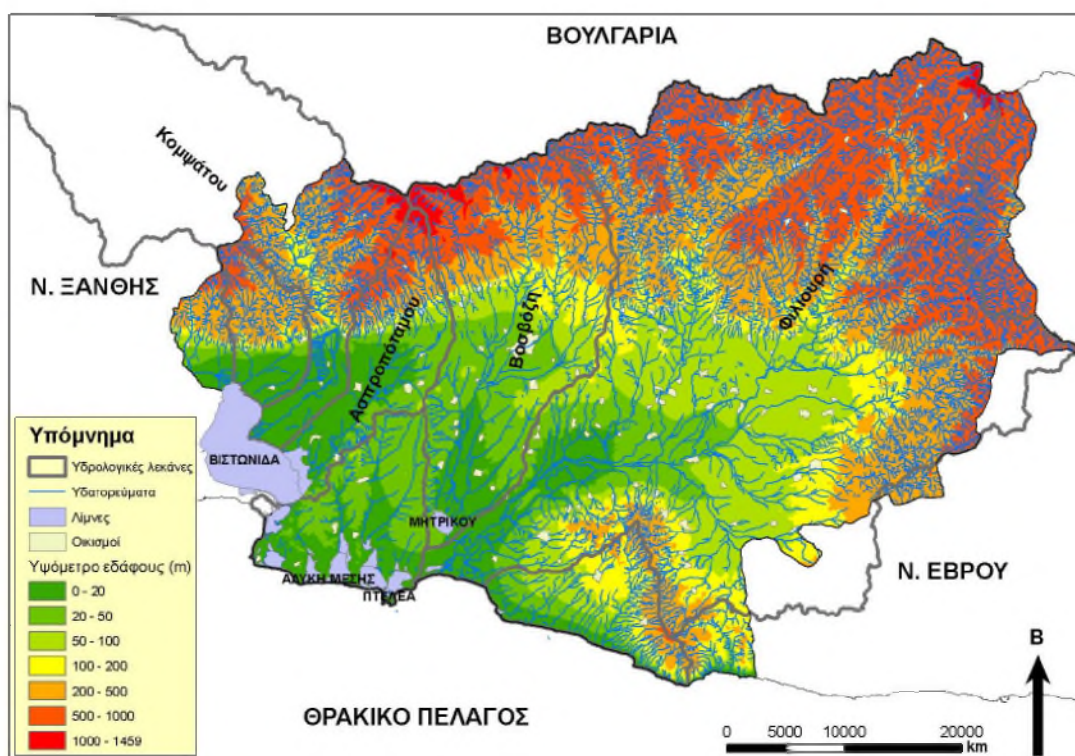 ΒΟΥΛΓΑΡΙΑ
Κομψάτου
Ν. ΞΑΝΘΗΣ
Ασπροπόταμου
Βοσβόζη
Φιλιουρή
ΒΙΣΤΩΝΙΔΑ
ΜΗΤΡΙΚΟΥ
ΑΛΥΚΗ ΜΕΣΗΣ
ΠΤΕΛΕΑ
Ν. ΕΒΡΟΥ
ΘΡΑΚΙΚΟ ΠΕΛΑΓΟΣ
Υπόμνημα
Υδρολογικές λεκάνες
Υδατορεύματα
Λίμνες
Οικισμοί
Υψόμετρο εδάφους (m)
0 - 20
20 - 50
50 - 100
100 - 200
200 - 500
500 - 1000
1000 - 1459
Β
0 5000 10000 20000
km